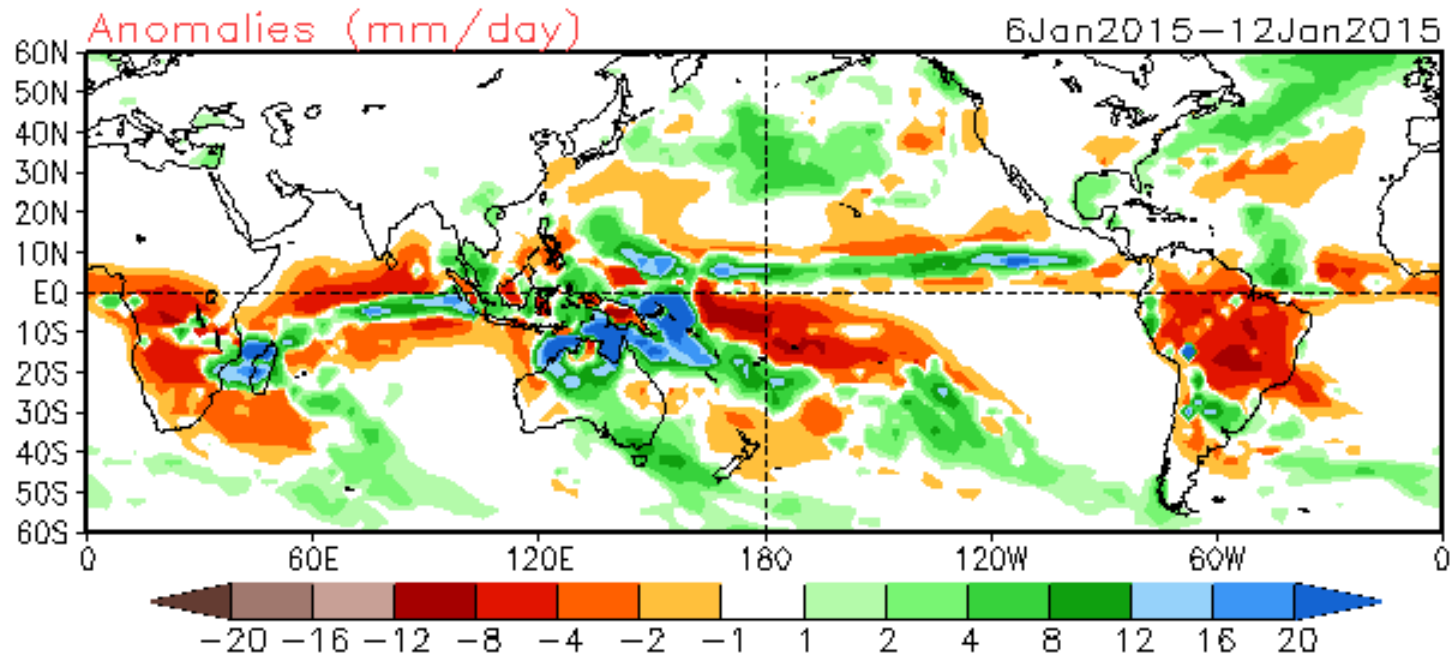 Anomalies (mm/day) 6Jan2015−12Jan2015
60N
50N
40N
30N
20N
10N
EQ
10S
20S
30S
40S
50S
60S
0 60E 120E 180 120W 60W 0
−20 −16 −12 −8 −4 −2 −1 1 2 4 8 12 16 20